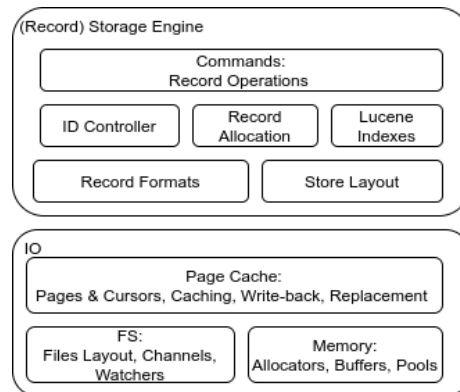 (Record) Storage Engine
Commands:
Record Operations
ID Controller
Record
Allocation
Lucene
Indexes
Record Formats
Store Layout
IO
Page Cache:
Pages & Cursors, Caching, Write-back, Replacement
FS:
Files Layout, Channels,
Watchers
Memory:
Allocators, Buffers, Pools